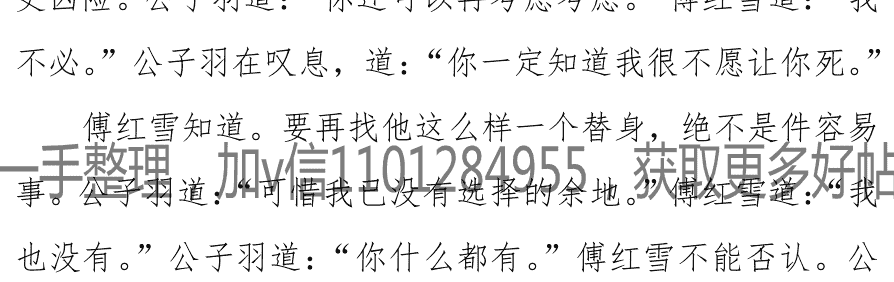 不必。”公子羽在叹息，道：“你一定知道我很不愿让你死。”
傅红雪知道。要再找他这么样一个替身，绝不是件容易
一手整理 加v信1101284955 获取更多好帖
事。公子羽道：“可惜我已没有选择的余地。”傅红雪道：“我
也没有。”公子羽道：“你什么都有。”傅红雪不能否认。公